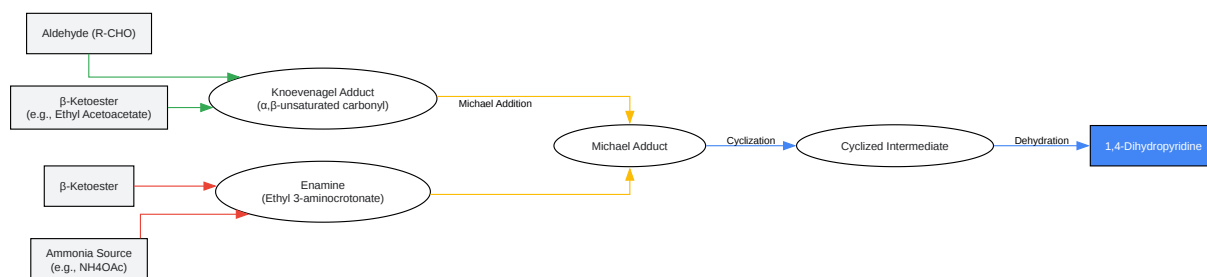 Aldehyde (R-CHO)
β-Ketoester
(e.g., Ethyl Acetoacetate)
Knoevenagel Adduct
(α,β-unsaturated carbonyl)
Michael Addition
β-Ketoester
Enamine
(Ethyl 3-aminocrotonate)
Ammonia Source
(e.g., NH4OAc)
Michael Adduct
Cyclization
Cyclized Intermediate
Dehydration
1,4-Dihydropyridine